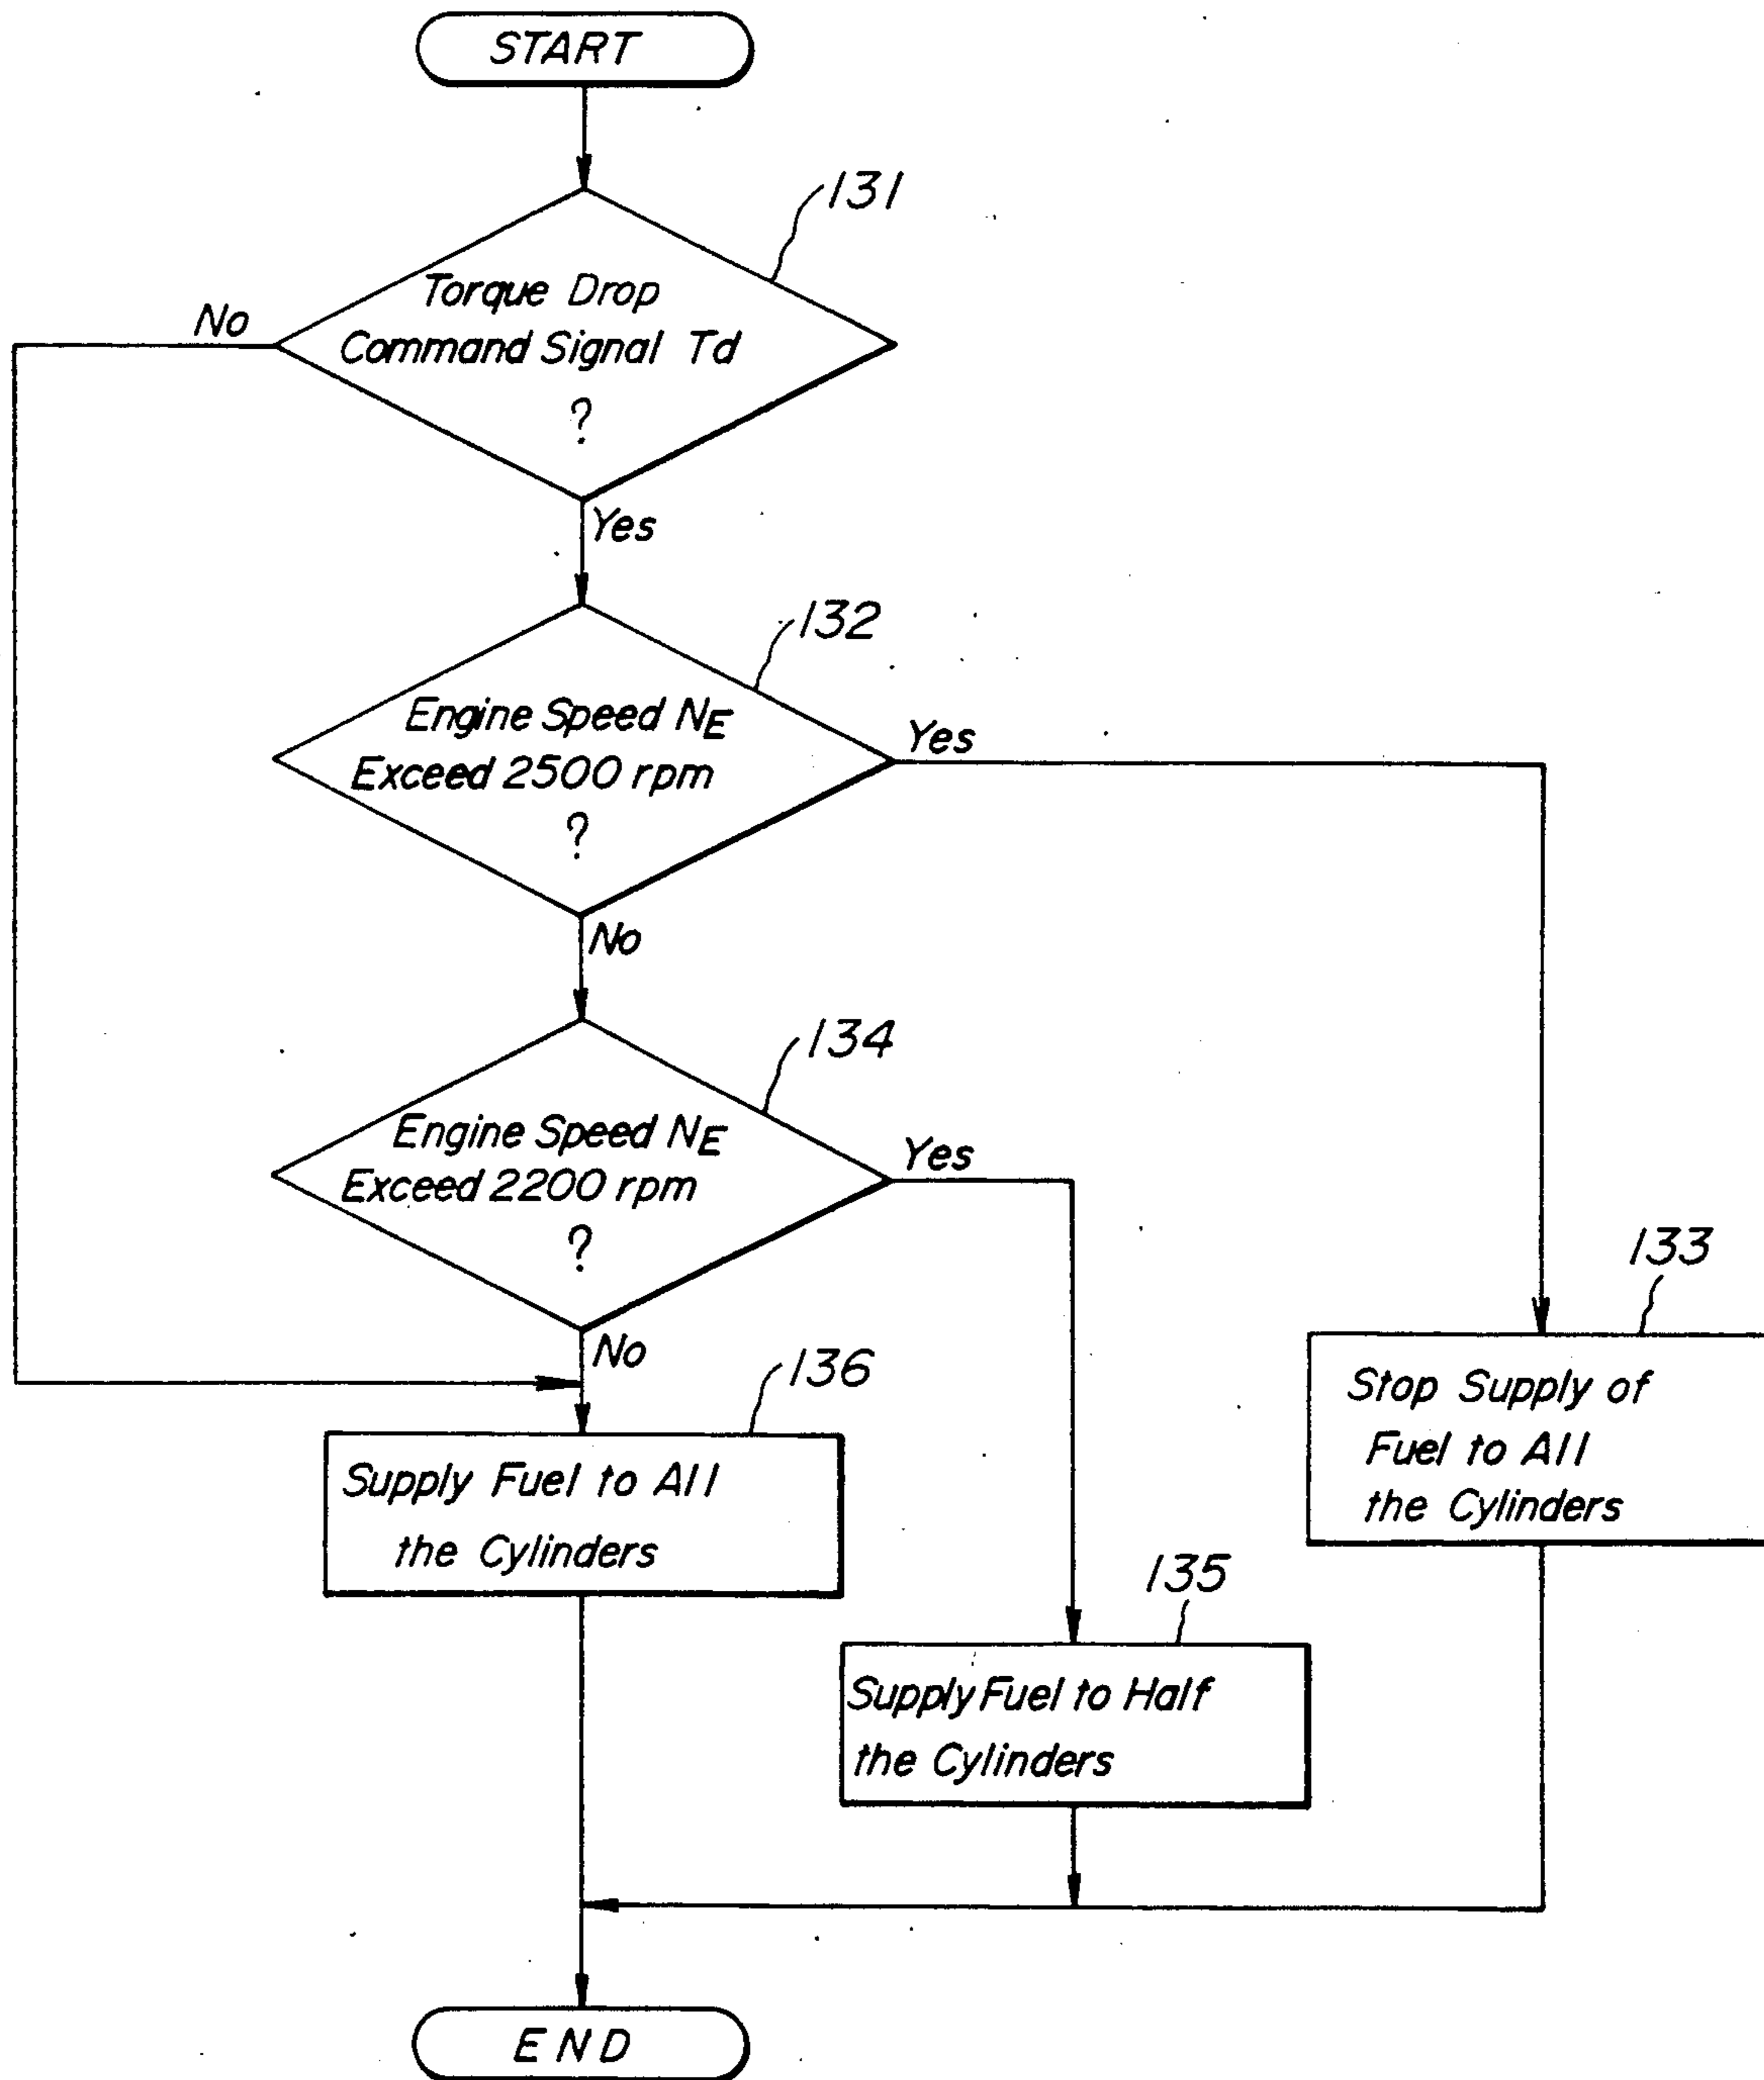 START
131
Torque Drop
Command Signal Td
?
No
Yes
132
Engine Speed NE
Exceed 2500 rpm
?
Yes
No
134
Engine Speed NE
Exceed 2200 rpm
?
Yes
No
133
Stop Supply of
Fuel to All
the Cylinders
136
Supply Fuel to All
the Cylinders
135
Supply Fuel to Half
the Cylinders
END